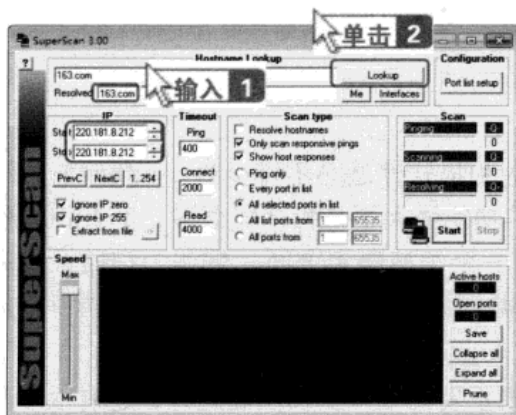 SuperScan 3.00
单击 2
?
Hostname Lookup
Configuration
163.com
输入 1
Lookup
Port list setup
Resolved 163.com
Me
Interfaces
IP
Timeout
Scan type
Scan
Start 220.181.8.212
Stop 220.181.8.212
PrevC
NextC
1..254
Ignore IP zero
Ignore IP 255
Extract from file
->
Ping
400
Connect
2000
Read
4000
Resolve hostnames
Only scan responsive pings
Show host responses
Ping only
Every port in list
All selected ports in list
All list ports from 1 65535
All ports from 1 65535
Pinging
0
0
Scanning
0
0
Resolving
0
0
Start
Stop
SuperScan
Speed
Max
Min
Active hosts
0
Open ports
0
Save
Collapse all
Expand all
Prune